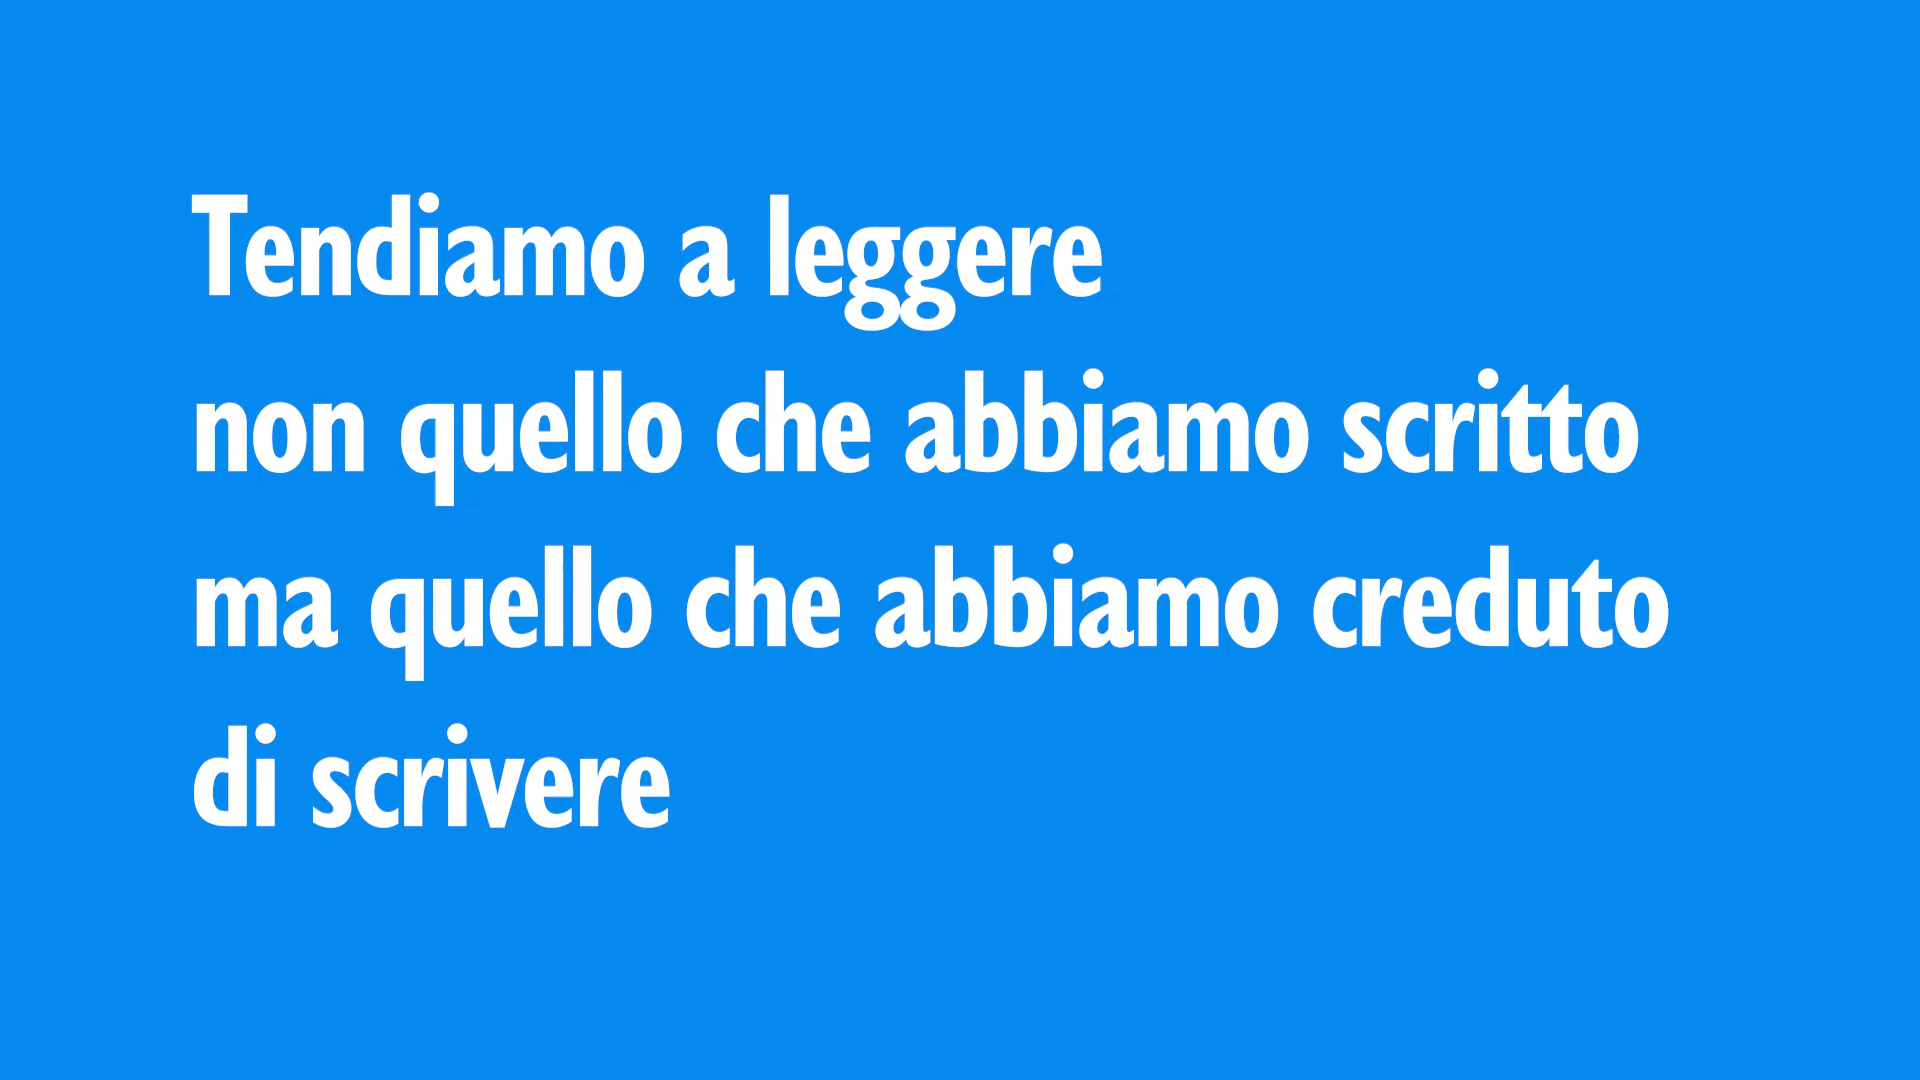 Tendiamo a leggere
non quello che abbiamo scritto
ma quello che abbiamo creduto
di scrivere